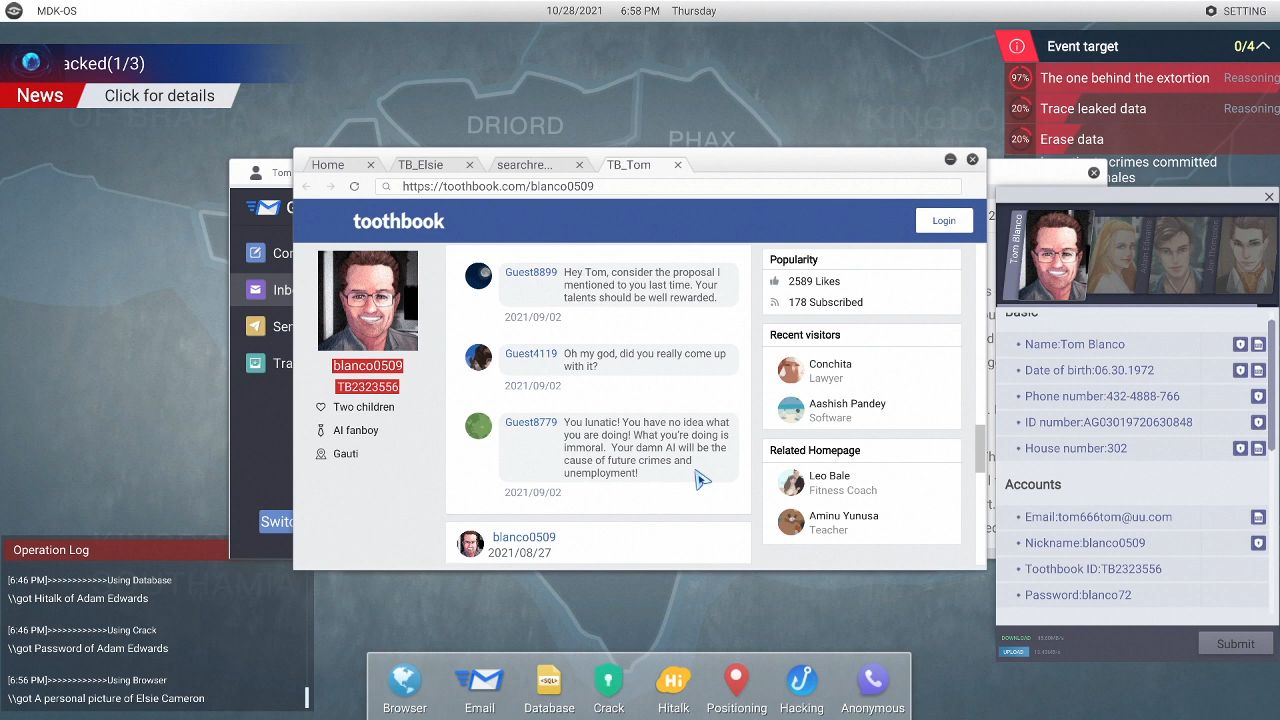 MDK-OS
10/28/2021 6:58 PM Thursday
SETTING
acked(1/3)
News Click for details
Event target 0/4
97% The one behind the extortion Reasoning
20% Trace leaked data Reasoning
20% Erase data
crimes committed
DRIORD
PHAX
Home
TB_Elsie
searchre...
TB_Tom
https://toothbook.com/blanco0509
toothbook
Login
Tom
Switc
blanco0509
TB2323556
Two children
AI fanboy
Gauti
Guest8899 Hey Tom, consider the proposal I
mentioned to you last time. Your
talents should be well rewarded.
2021/09/02
Guest4119 Oh my god, did you really come up
with it?
2021/09/02
Guest8779 You lunatic! You have no idea what
you are doing! What you're doing is
immoral. Your damn AI will be the
cause of future crimes and
unemployment!
2021/09/02
blanco0509
2021/08/27
Popularity
2589 Likes
178 Subscribed
Recent visitors
Conchita
Lawyer
Aashish Pandey
Software
Related Homepage
Leo Bale
Fitness Coach
Aminu Yunusa
Teacher
Tom Blanco
Basic
• Name:Tom Blanco
• Date of birth:06.30.1972
• Phone number:432-4888-766
• ID number:AG03019720630848
• House number:302
Accounts
• Email:tom666tom@uu.com
• Nickname:blanco0509
• Toothbook ID:TB2323556
• Password:blanco72
DOWNLOAD
UPLOAD
Submit
Operation Log
[6:46 PM]>>>>>>>>>>>>Using Database
\\got Hitalk of Adam Edwards
[6:46 PM]>>>>>>>>>>>>Using Crack
\\got Password of Adam Edwards
[6:56 PM]>>>>>>>>>>>>Using Browser
\\got A personal picture of Elsie Cameron
Browser
Email
Database
Crack
Hitalk
Positioning
Hacking
Anonymous